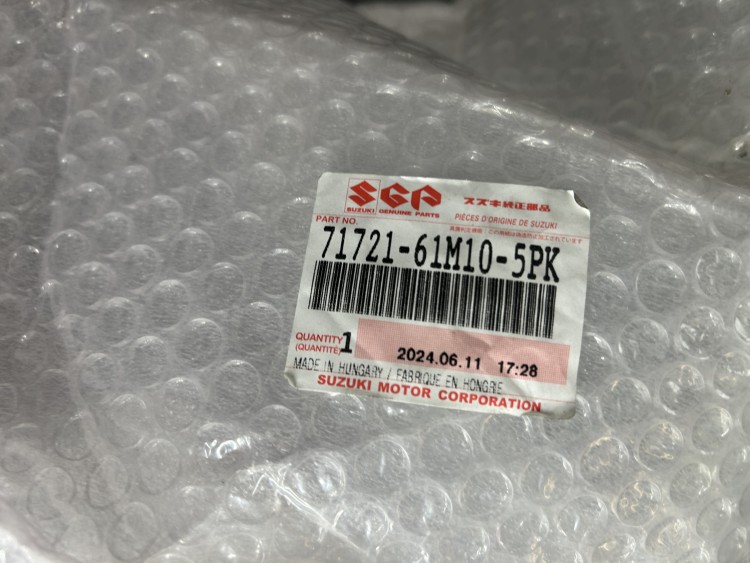 SGP スズキ純正部品
SUZUKI GENUINE PARTS PIÈCES D'ORIGINE DE SUZUKI
PART NO.
71721-61M10-5PK
QUANTITY 1
(QUANTITÉ)
2024.06.11 17:28
MADE IN HUNGARY / FABRIQUE EN HONGRIE
SUZUKI MOTOR CORPORATION